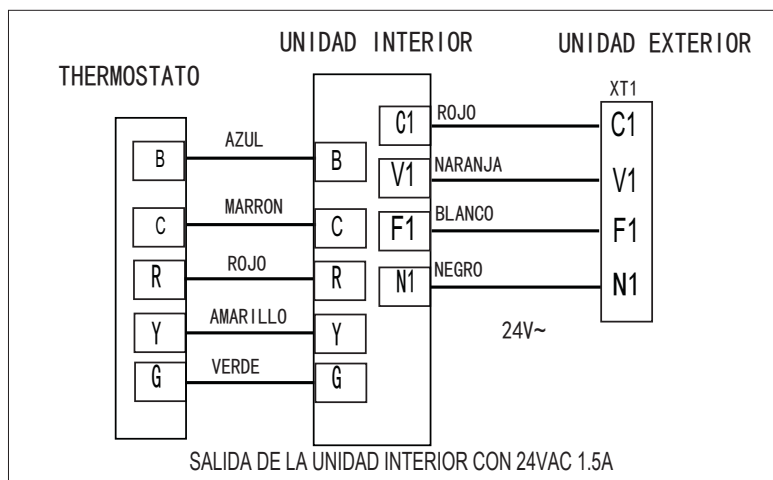 UNIDAD INTERIOR
UNIDAD EXTERIOR
THERMOSTATO
XT1
B
AZUL
B
C1
ROJO
C1
V1
NARANJA
V1
C
MARRON
C
F1
BLANCO
F1
R
ROJO
R
N1
NEGRO
N1
Y
AMARILLO
Y
24V~
G
VERDE
G
SALIDA DE LA UNIDAD INTERIOR CON 24VAC 1.5A